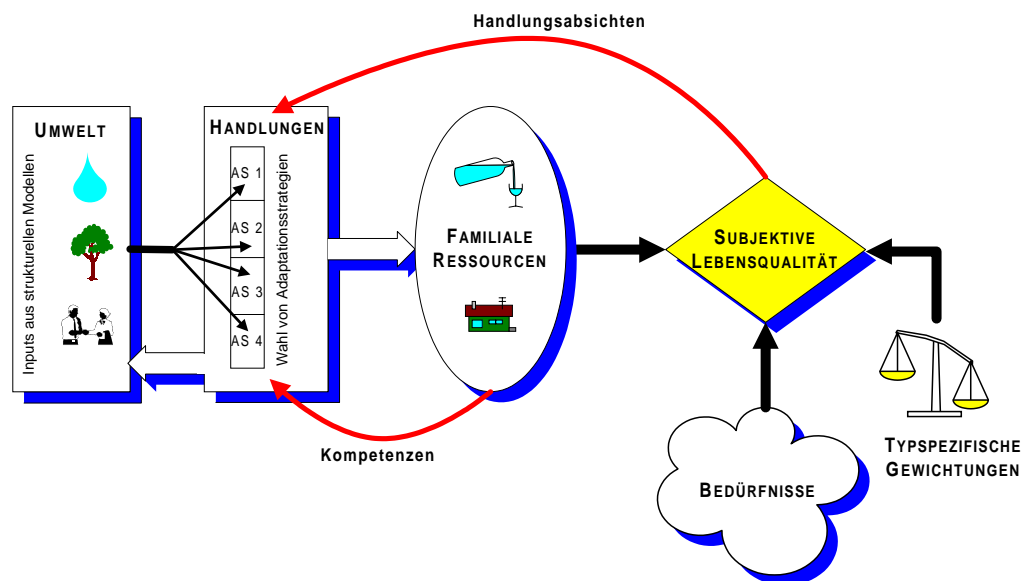 Handlungsabsichten
UMWELT
Inputs aus strukturellen Modellen
HANDLUNGEN
AS 1
AS 2
AS 3
AS 4
Wahl von Adaptationsstrategien
FAMILIALE
RESSOURCEN
SUBJEKTIVE
LEBENSQUALITÄT
Kompetenzen
BEDÜRFNISSE
TYPSPEZIFISCHE
GEWICHTUNGEN